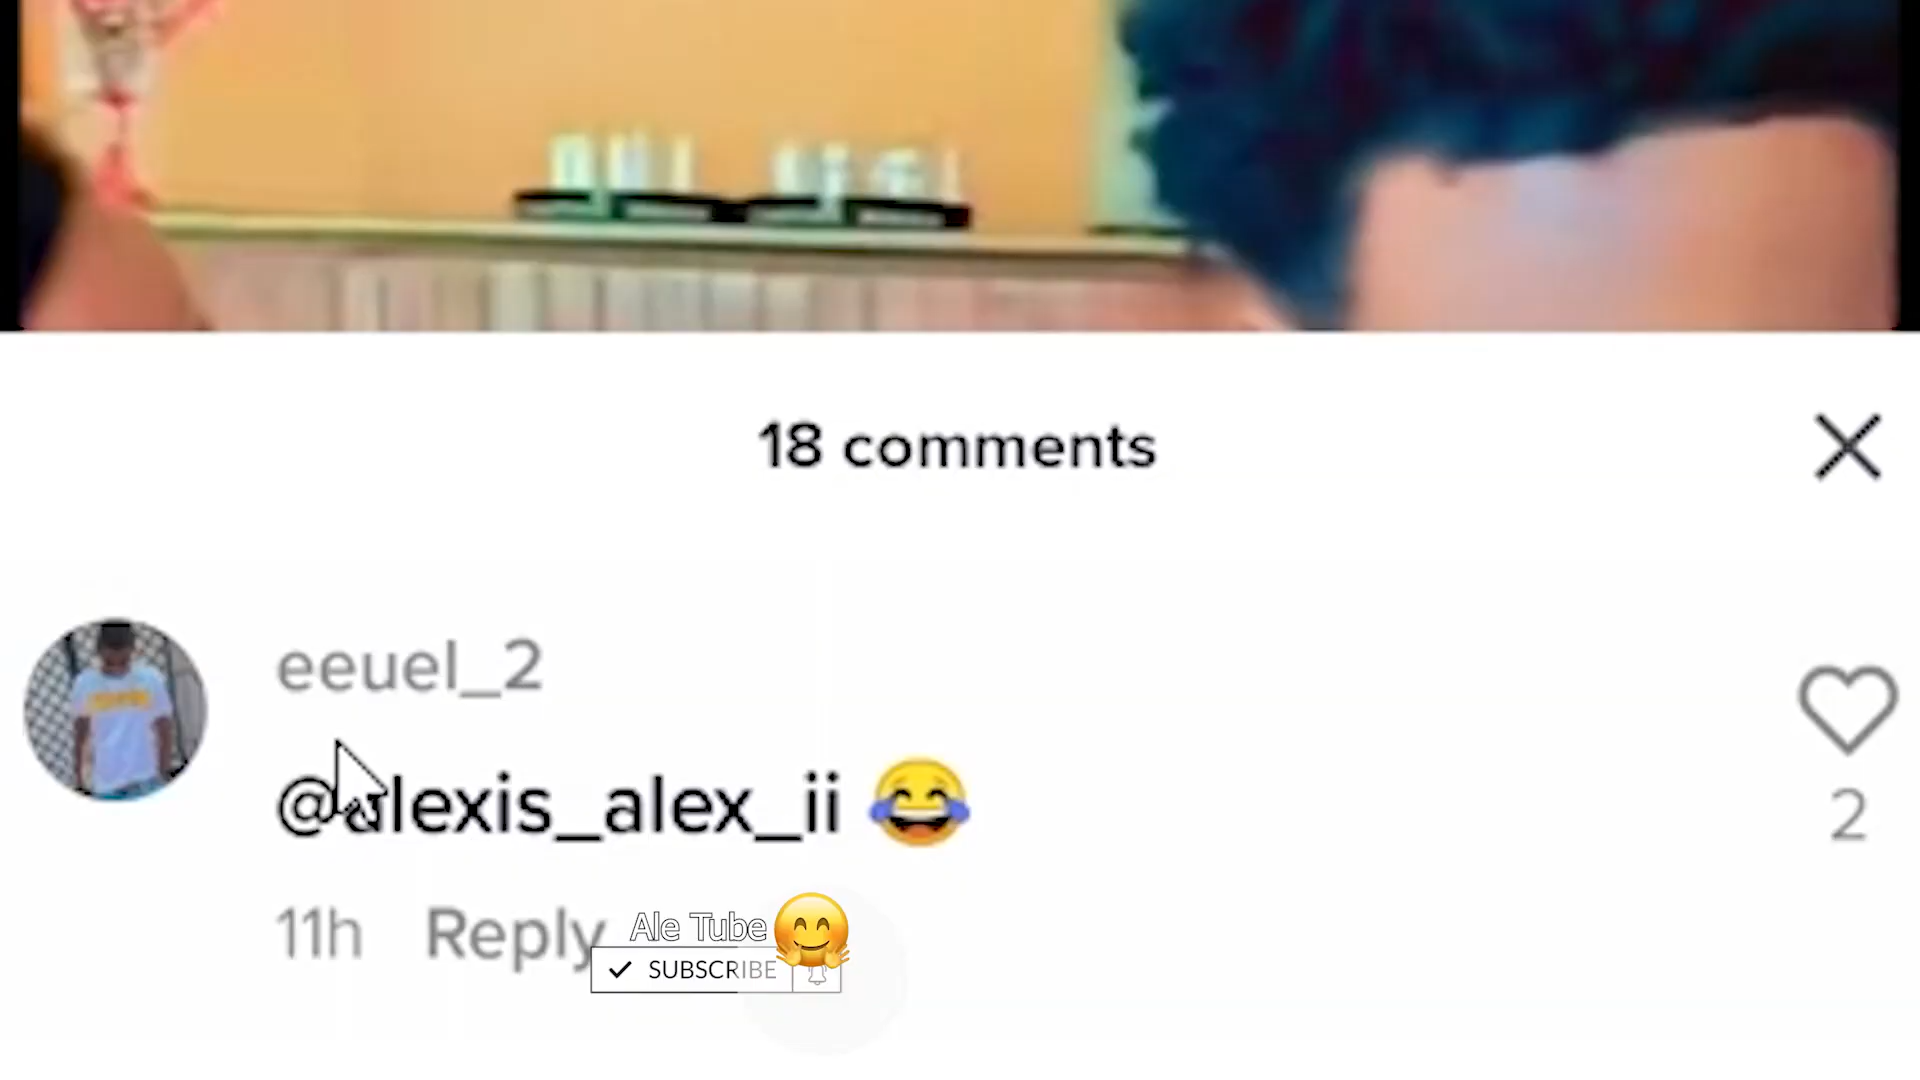 18 comments
eeuel_2
@alexis_alex_ii 😂
2
11h Reply
Ale Tube 🤗
SUBSCRIBE